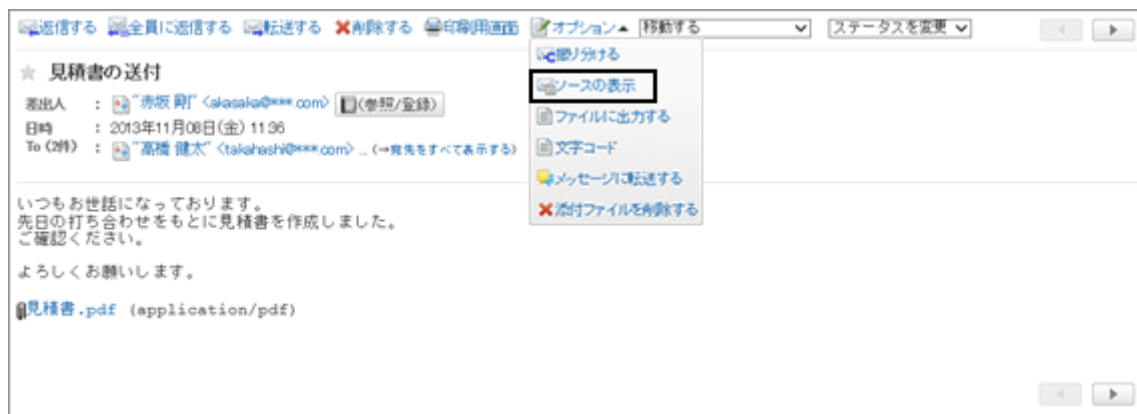 返信する 全員に返信する 転送する 削除する 印刷用画面 オプション▲ 移動する ステータスを変更
振り分ける
ソースの表示
ファイルに出力する
文字コード
メッセージに転送する
添付ファイルを削除する
★ 見積書の送付
差出人 : "赤坂 剛" <akasaka@***.com> (参照/登録)
日時 : 2013年11月08日(金) 11:36
To (2件) : "高橋 健太" <takahashi@***.com> … (→宛先をすべて表示する)
いつもお世話になっております。
先日の打ち合わせをもとに見積書を作成しました。
ご確認ください。
よろしくお願いします。
見積書.pdf (application/pdf)